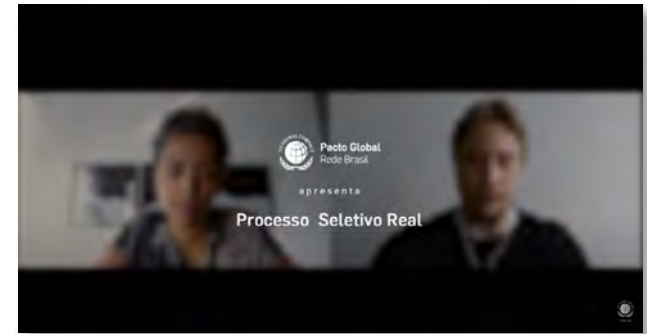 Pacto Global
Rede Brasil
apresenta
Processo Seletivo Real